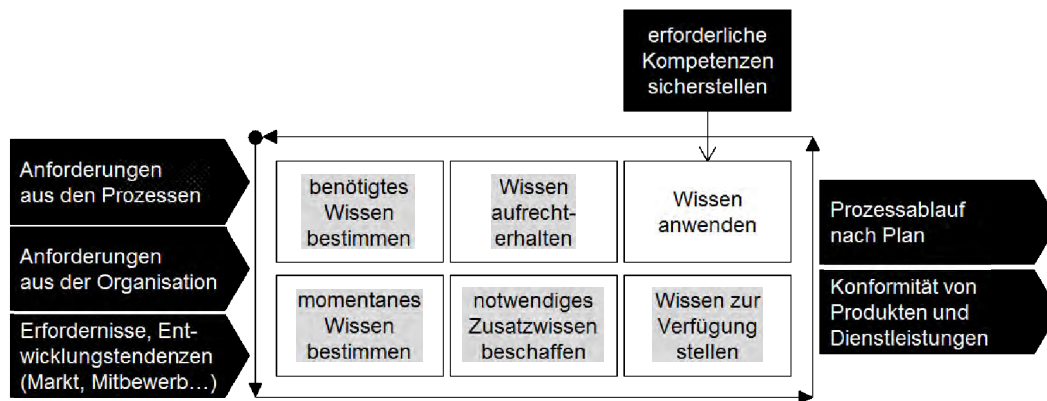 erforderliche
Kompetenzen
sicherstellen
Anforderungen
aus den Prozessen
Anforderungen
aus der Organisation
Erfordernisse, Ent-
wicklungstendenzen
(Markt, Mitbewerb…)
benötigtes
Wissen
bestimmen
Wissen
aufrecht-
erhalten
Wissen
anwenden
momentanes
Wissen
bestimmen
notwendiges
Zusatzwissen
beschaffen
Wissen zur
Verfügung
stellen
Prozessablauf
nach Plan
Konformität von
Produkten und
Dienstleistungen